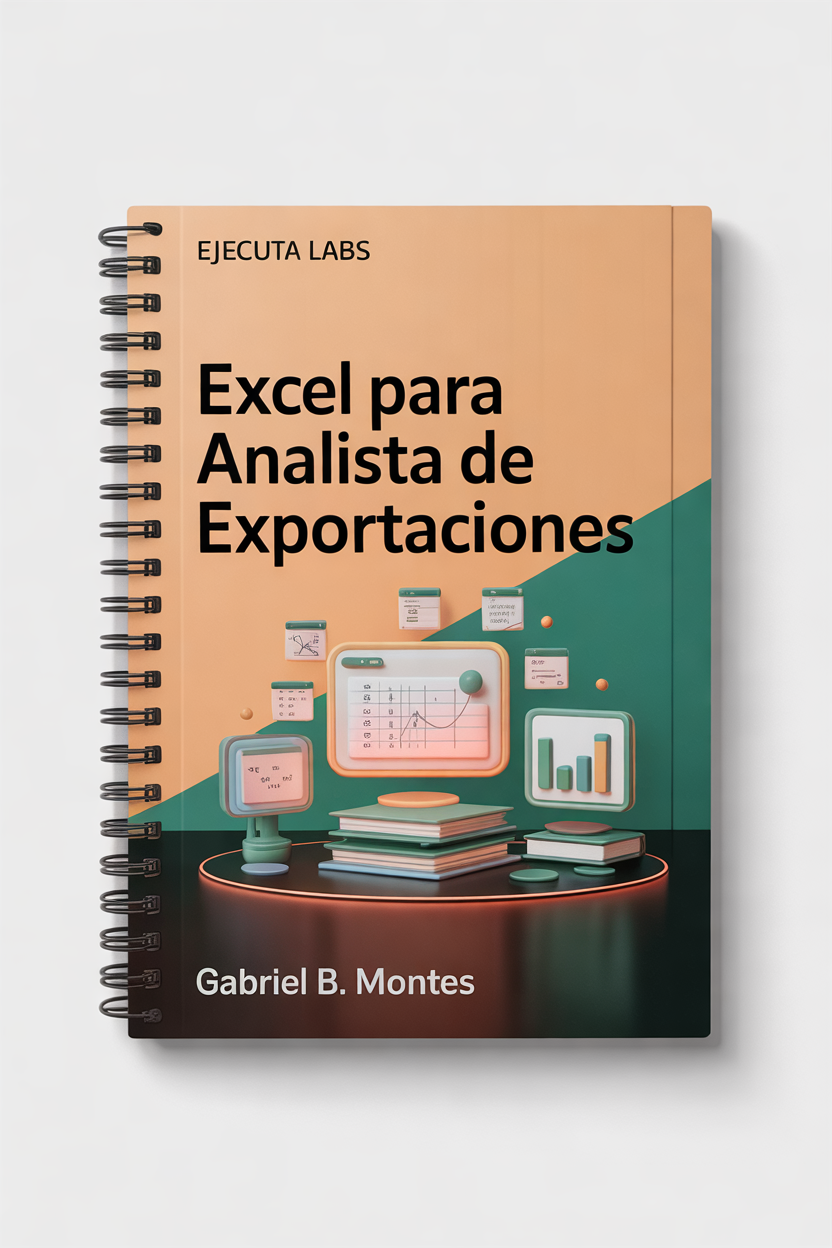 EJECUTA LABS
Excel para
Analista de
Exportaciones
Gabriel B. Montes